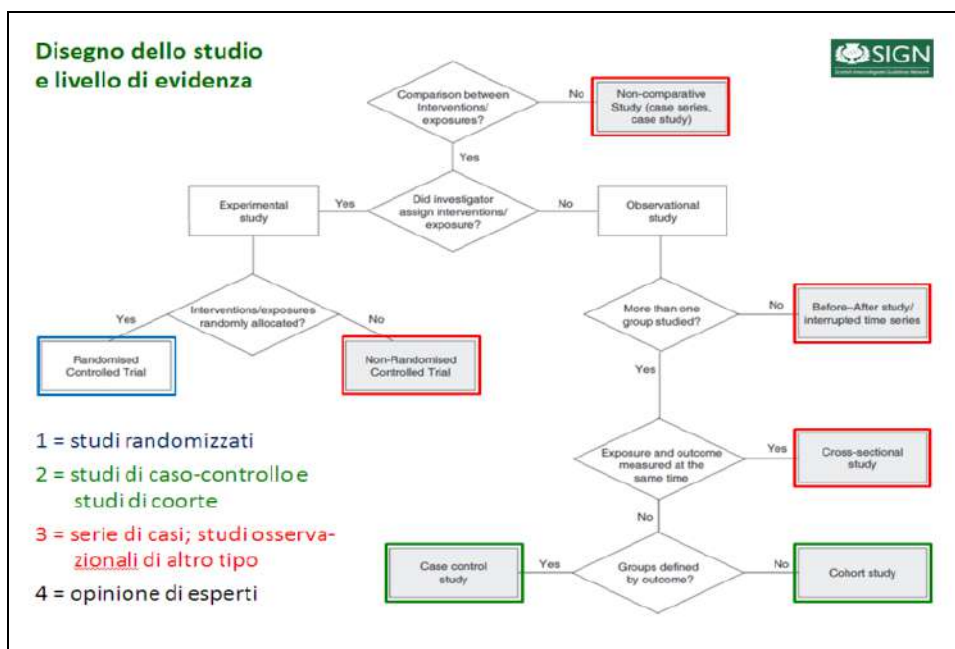 Disegno dello studio
e livello di evidenza
SIGN
Comparison between
Interventions/
exposures?
No
Non-comparative
Study (case series,
case study)
Yes
Experimental
study
Yes
Did investigator
assign interventions/
exposure?
No
Observational
study
Yes
Interventions/exposures
randomly allocated?
No
More than one
group studied?
No
Before–After study/
interrupted time series
Randomised
Controlled Trial
Non-Randomised
Controlled Trial
Yes
1 = studi randomizzati
2 = studi di caso-controllo e
studi di coorte
3 = serie di casi; studi osserva-
zionali di altro tipo
4 = opinione di esperti
Exposure and outcome
measured at the
same time
Yes
Cross-sectional
study
No
Case control
study
Yes
Groups defined
by outcome?
No
Cohort study